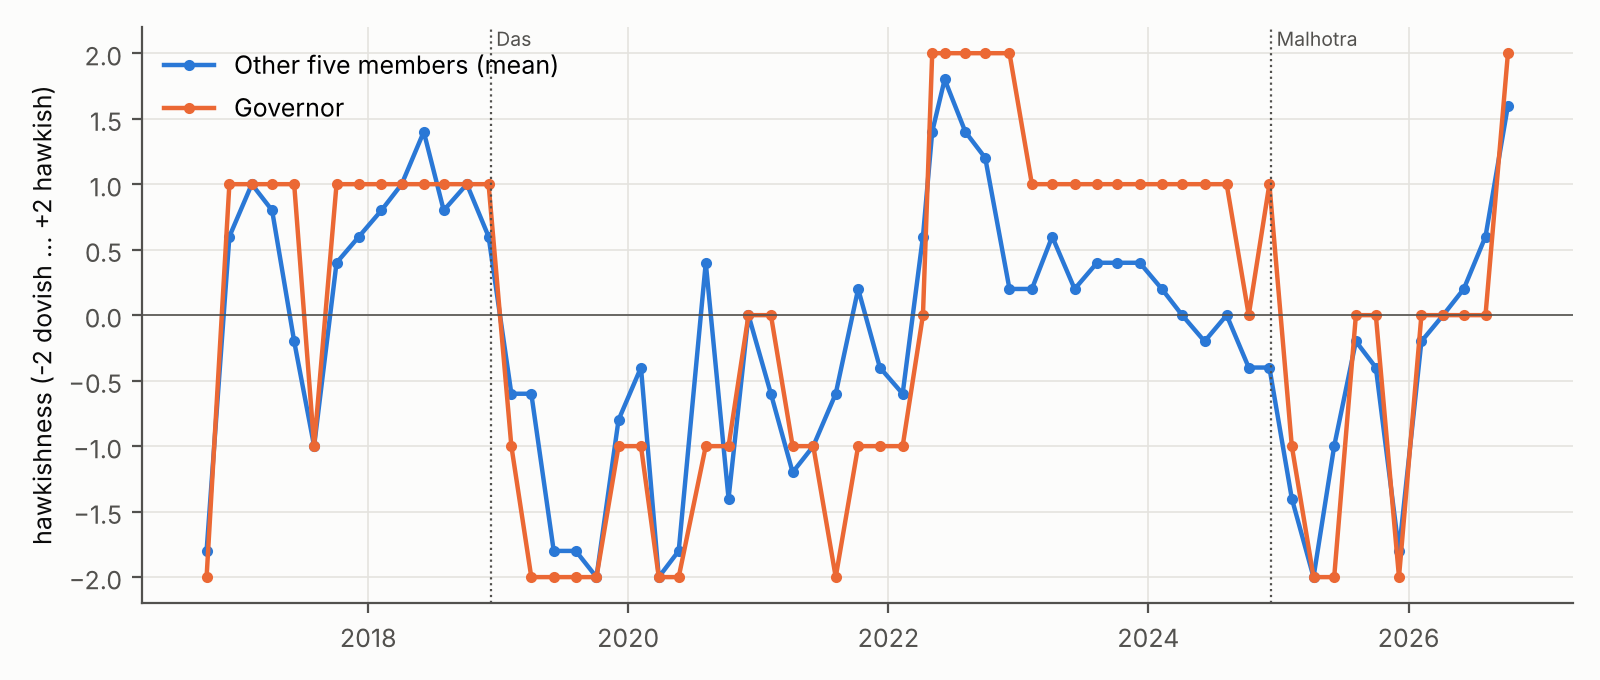 Das
Malhotra
Other five members (mean)
Governor
hawkishness (−2 dovish ... +2 hawkish)
2.0
1.5
1.0
0.5
0.0
−0.5
−1.0
−1.5
−2.0
2018
2020
2022
2024
2026